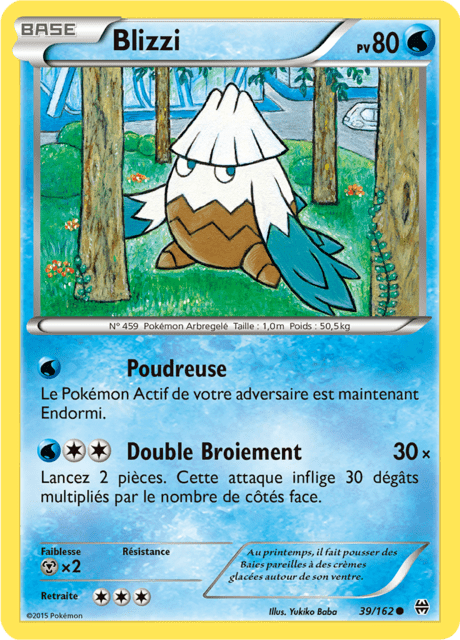 BASE
Blizzi
PV 80
N° 459 Pokémon Arbregelé Taille : 1,0m Poids : 50,5kg
Poudreuse
Le Pokémon Actif de votre adversaire est maintenant
Endormi.
Double Broiement 30×
Lancez 2 pièces. Cette attaque inflige 30 dégâts
multipliés par le nombre de côtés face.
Faiblesse Résistance
×2
Retraite
Au printemps, il fait pousser des
Baies pareilles à des crèmes
glacées autour de son ventre.
©2015 Pokémon
Illus. Yukiko Baba
39/162